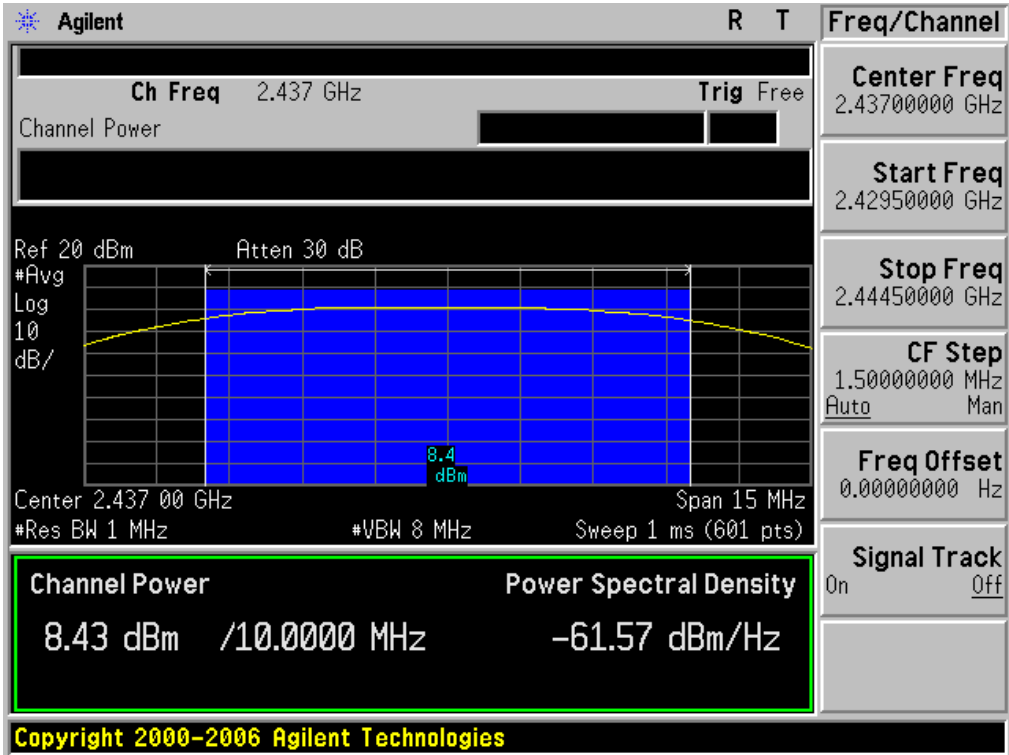 Agilent R T
Ch Freq 2.437 GHz Trig Free
Channel Power
Ref 20 dBm Atten 30 dB
#Avg
Log
10
dB/
8.4
dBm
Center 2.437 00 GHz Span 15 MHz
#Res BW 1 MHz #VBW 8 MHz Sweep 1 ms (601 pts)
Channel Power Power Spectral Density
8.43 dBm /10.0000 MHz -61.57 dBm/Hz
Copyright 2000-2006 Agilent Technologies
Freq/Channel
Center Freq
2.43700000 GHz
Start Freq
2.42950000 GHz
Stop Freq
2.44450000 GHz
CF Step
1.50000000 MHz
Auto Man
Freq Offset
0.00000000 Hz
Signal Track
On Off